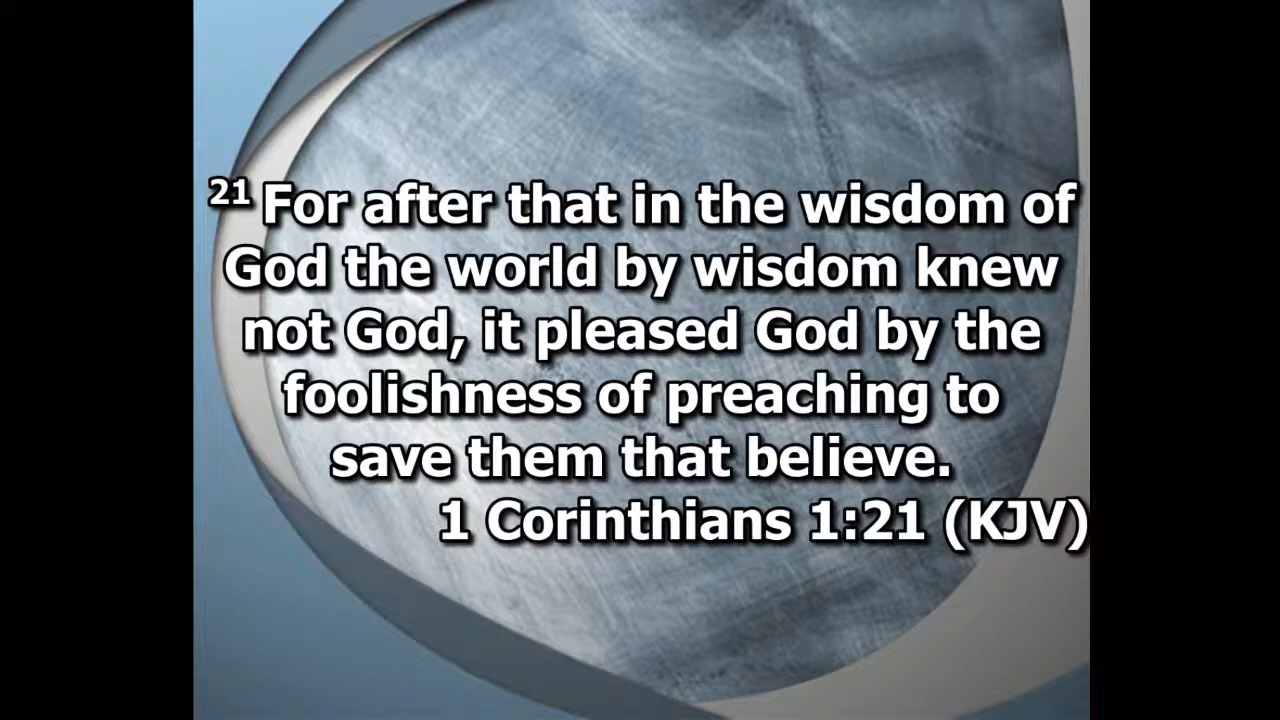 21 For after that in the wisdom of
God the world by wisdom knew
not God, it pleased God by the
foolishness of preaching to
save them that believe.
1 Corinthians 1:21 (KJV)